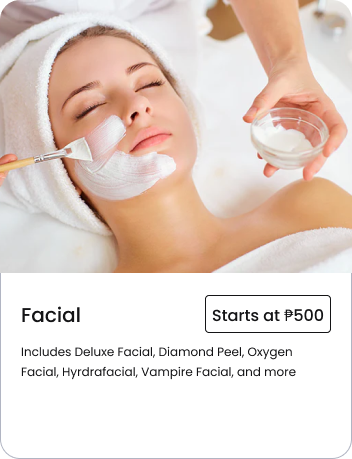 Facial
Starts at ₱500
Includes Deluxe Facial, Diamond Peel, Oxygen
Facial, Hyrdrafacial, Vampire Facial, and more